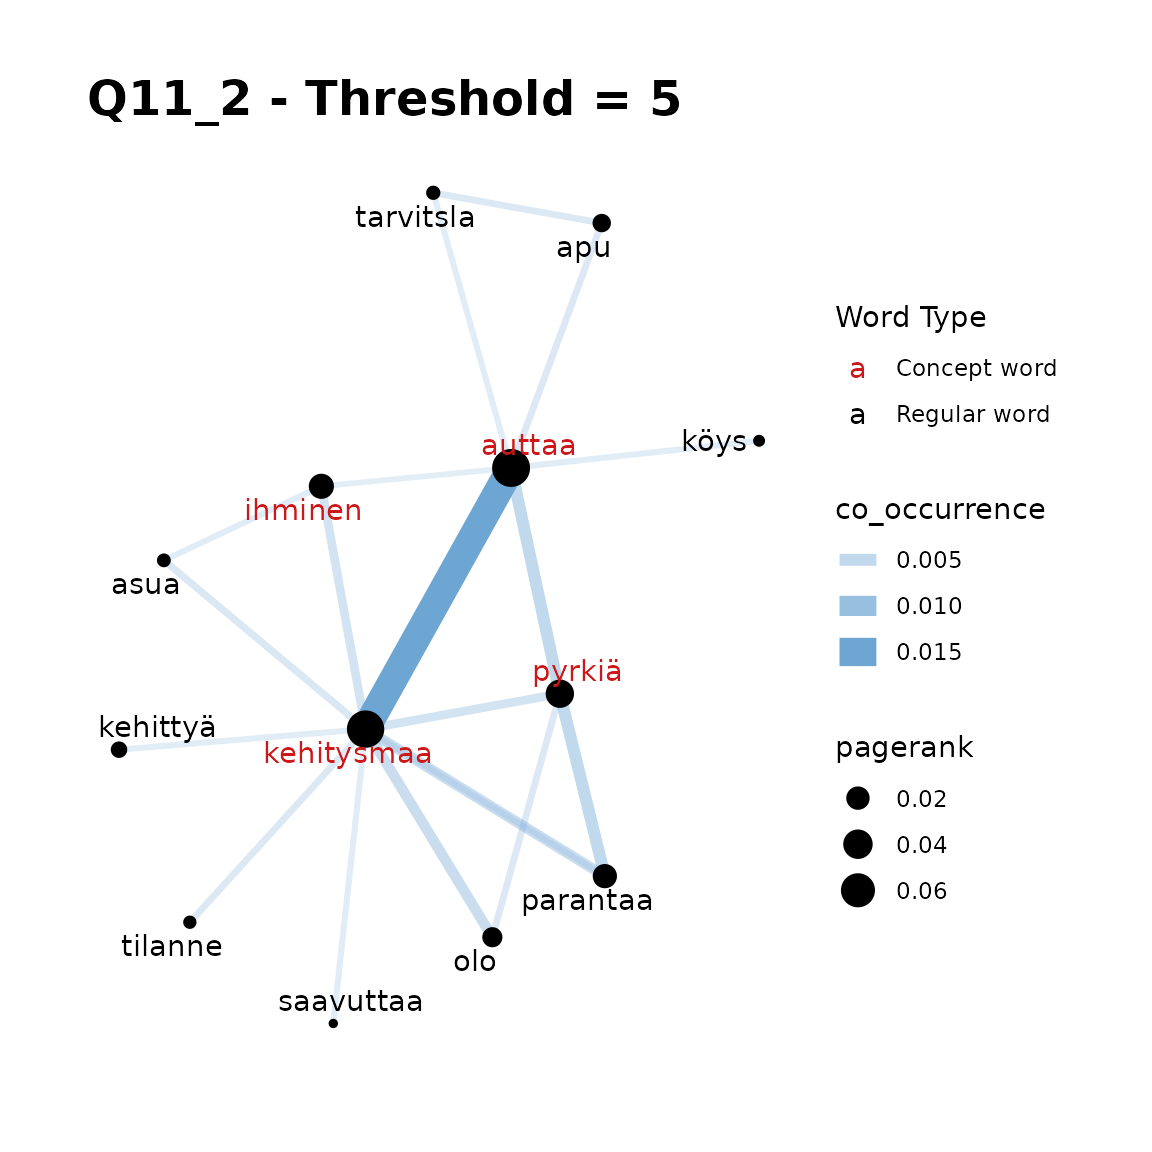 Q11_2 - Threshold = 5
tarvitsla
apu
auttaa
köys
ihminen
asua
pyrkiä
kehittyä
kehitysmaa
parantaa
tilanne
olo
saavuttaa
Word Type
a Concept word
a Regular word
co_occurrence
0.005
0.010
0.015
pagerank
0.02
0.04
0.06